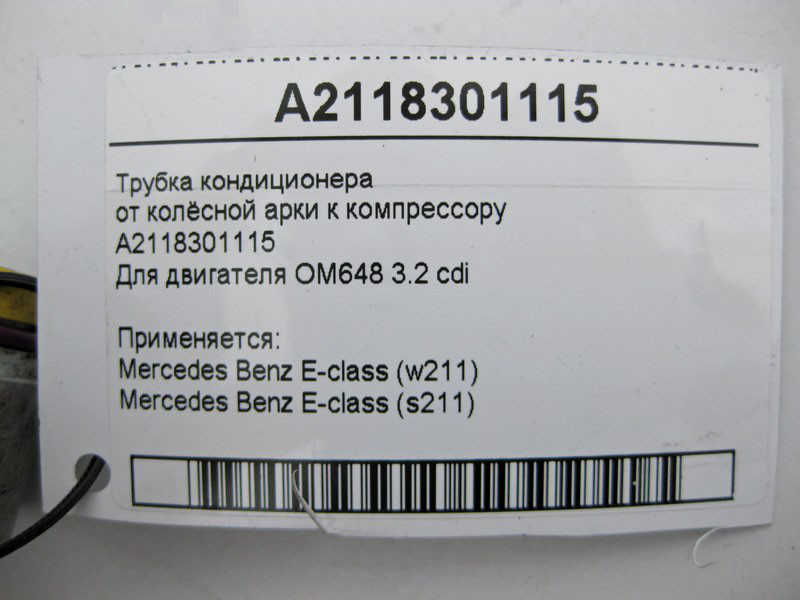 A2118301115
Трубка кондиционера
от колёсной арки к компрессору
A2118301115
Для двигателя OM648 3.2 cdi
Применяется:
Mercedes Benz E-class (w211)
Mercedes Benz E-class (s211)